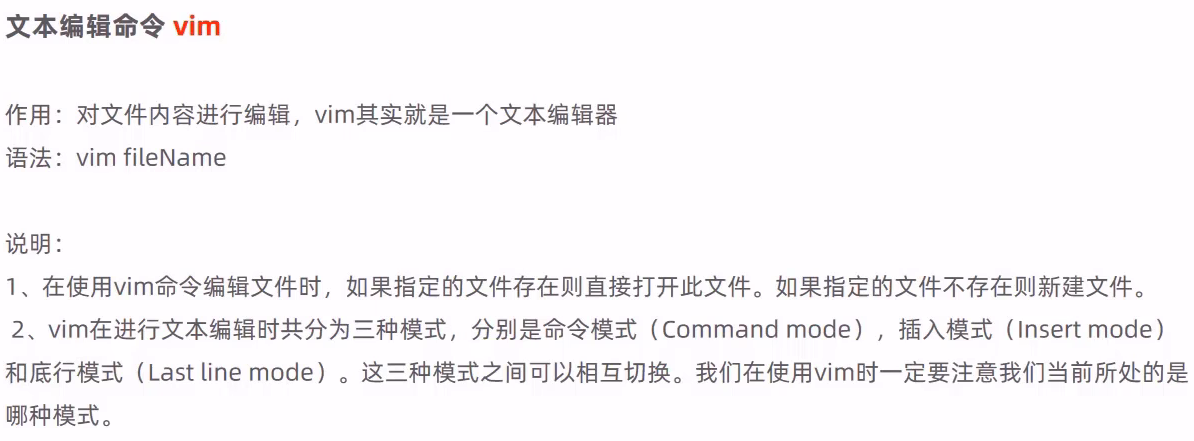 文本编辑命令 vim
作用：对文件内容进行编辑，vim其实就是一个文本编辑器
语法：vim fileName
说明：
1、在使用vim命令编辑文件时，如果指定的文件存在则直接打开此文件。如果指定的文件不存在则新建文件。
2、vim在进行文本编辑时共分为三种模式，分别是命令模式（Command mode），插入模式（Insert mode）
和底行模式（Last line mode）。这三种模式之间可以相互切换。我们在使用vim时一定要注意我们当前所处的是
哪种模式。